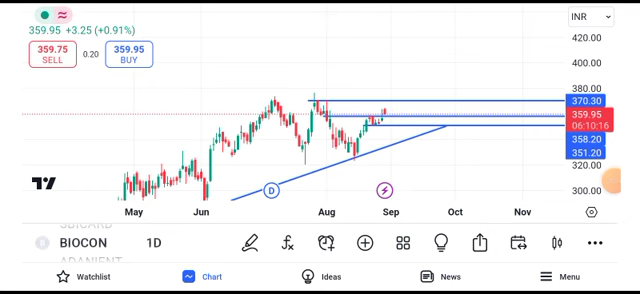 INR
359.95 +3.25 (+0.91%)
359.75
SELL
0.20
359.95
BUY
420.00
400.00
380.00
370.30
359.95
06:10:16
358.20
351.20
320.00
300.00
D
May Jun Aug Sep Oct Nov
SBICARD
B BIOCON 1D
ADANIENT
Watchlist Chart Ideas News Menu